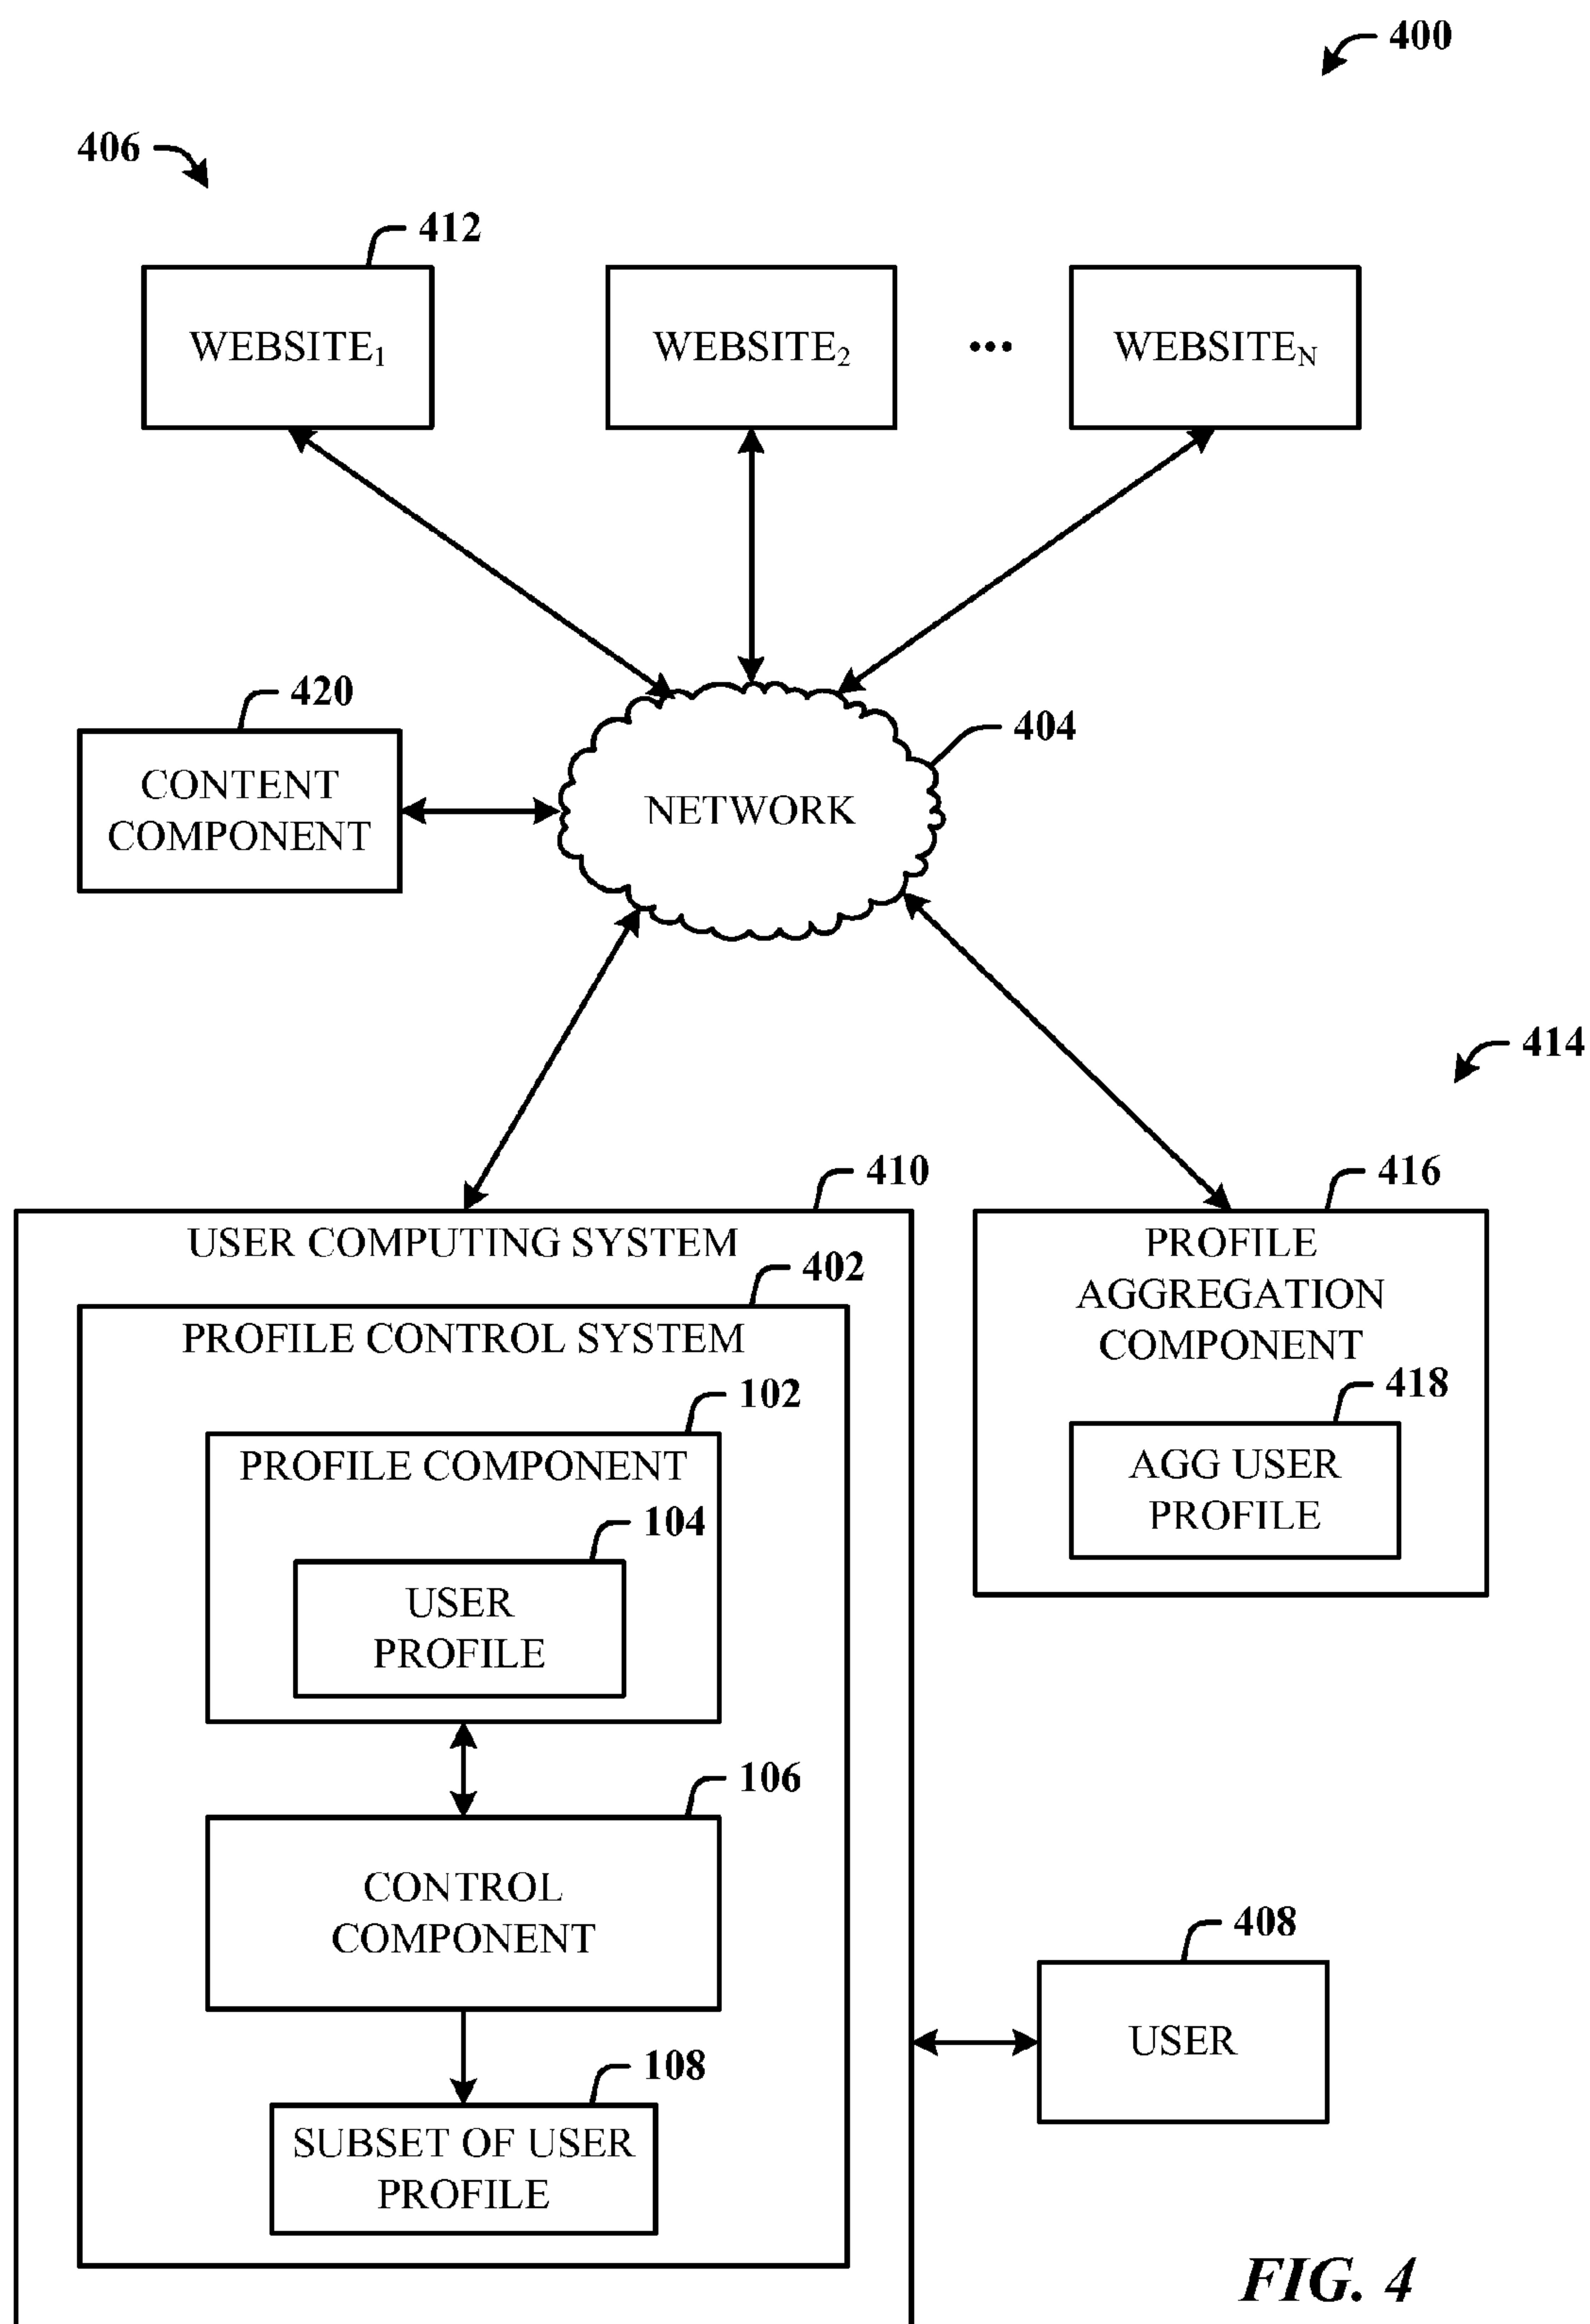 400
406
412
WEBSITE₁
WEBSITE₂
•••
WEBSITE_N
420
CONTENT
COMPONENT
404
NETWORK
414
410
USER COMPUTING SYSTEM
402
PROFILE CONTROL SYSTEM
102
PROFILE COMPONENT
104
USER
PROFILE
106
CONTROL
COMPONENT
108
SUBSET OF USER
PROFILE
416
PROFILE
AGGREGATION
COMPONENT
418
AGG USER
PROFILE
408
USER
FIG. 4